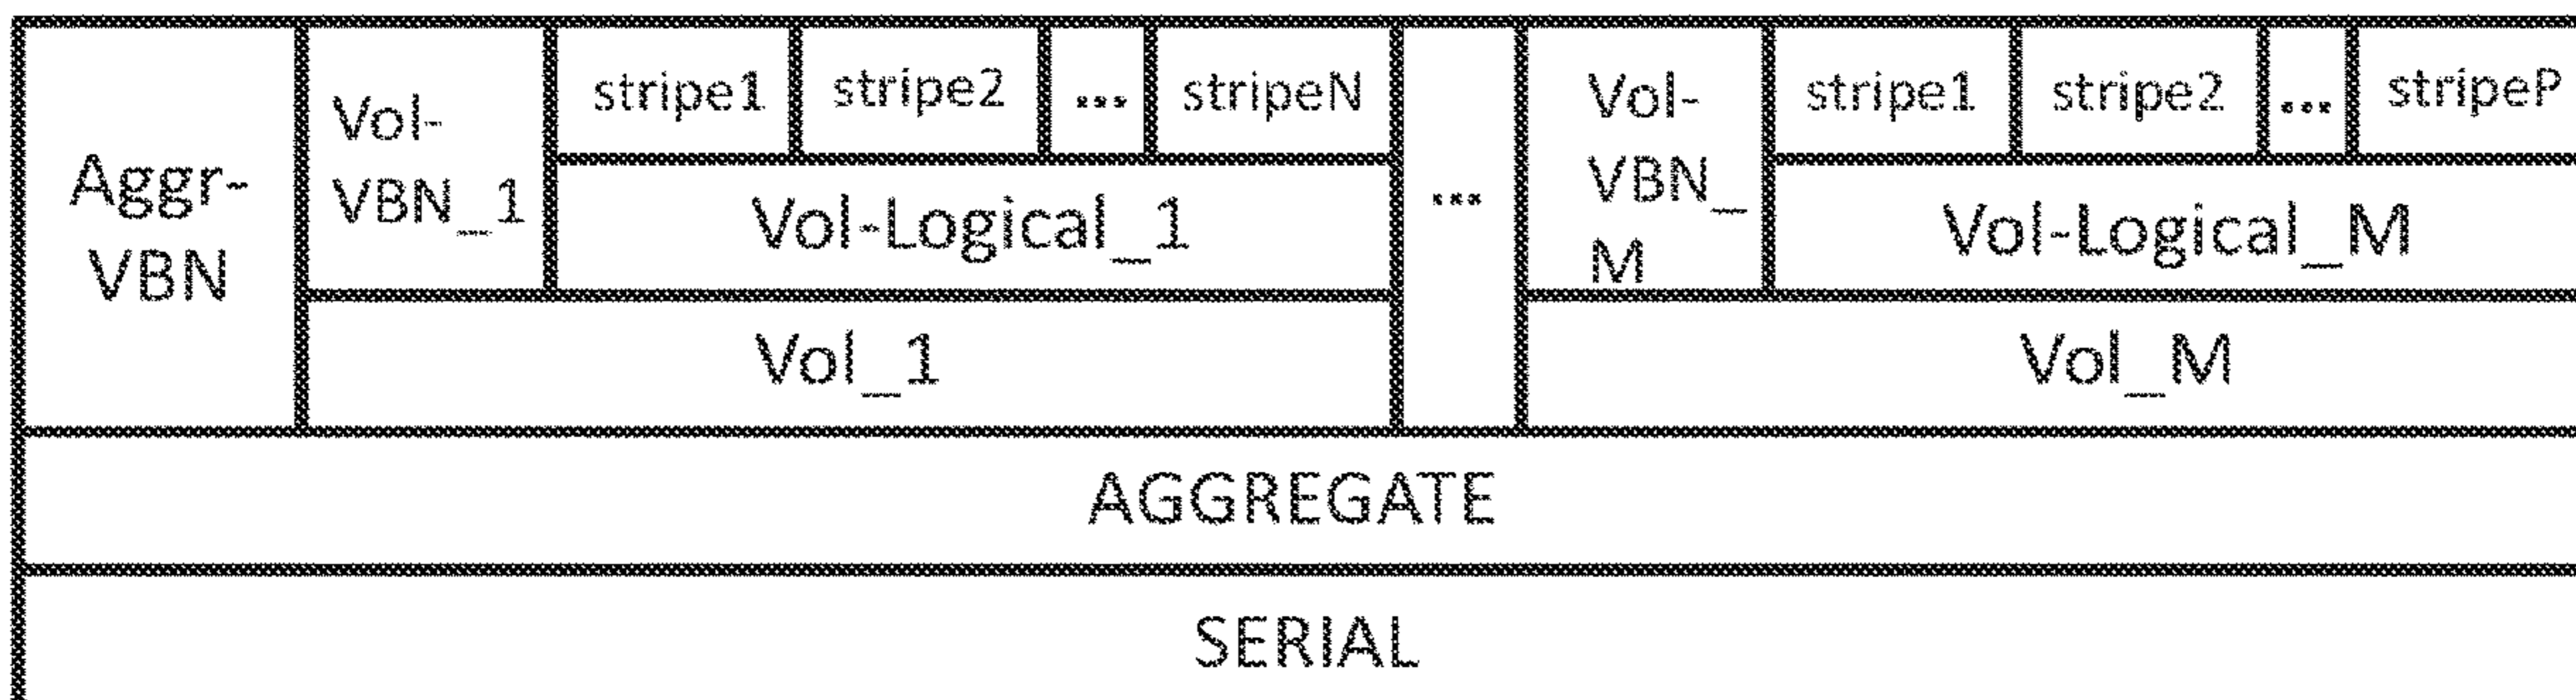 Aggr-
VBN
Vol-
VBN_1
stripe1
stripe2
...
stripeN
Vol-Logical_1
Vol_1
...
Vol-
VBN_
M
stripe1
stripe2
...
stripeP
Vol-Logical_M
Vol_M
AGGREGATE
SERIAL